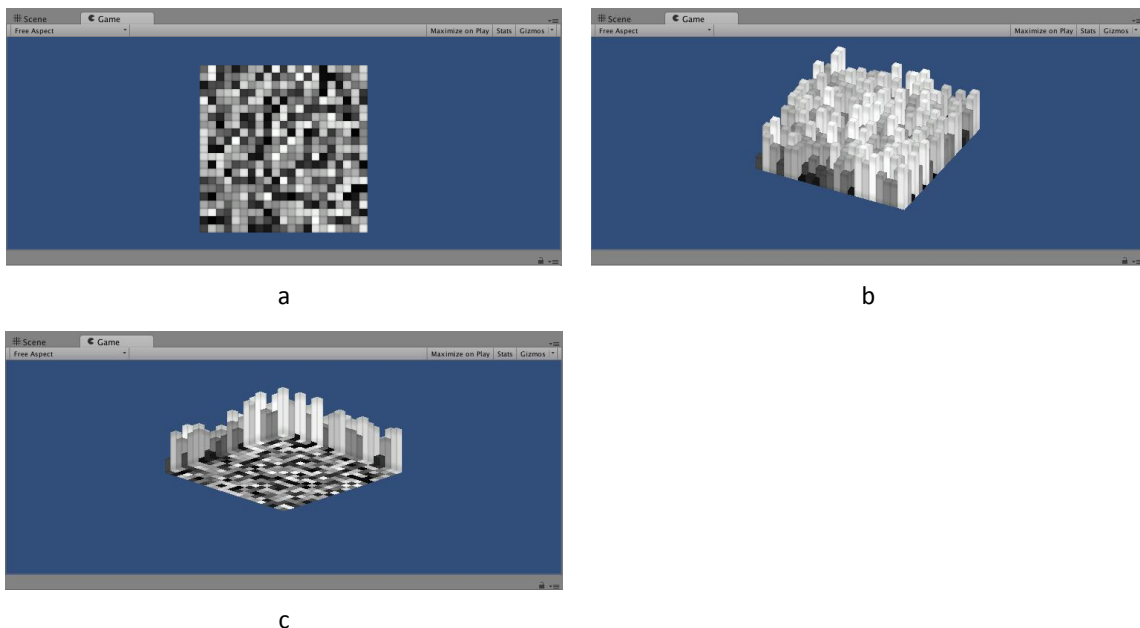 Scene Game
Free Aspect Maximize on Play Stats Gizmos
a
Scene Game
Free Aspect Maximize on Play Stats Gizmos
b
Scene Game
Free Aspect Maximize on Play Stats Gizmos
c